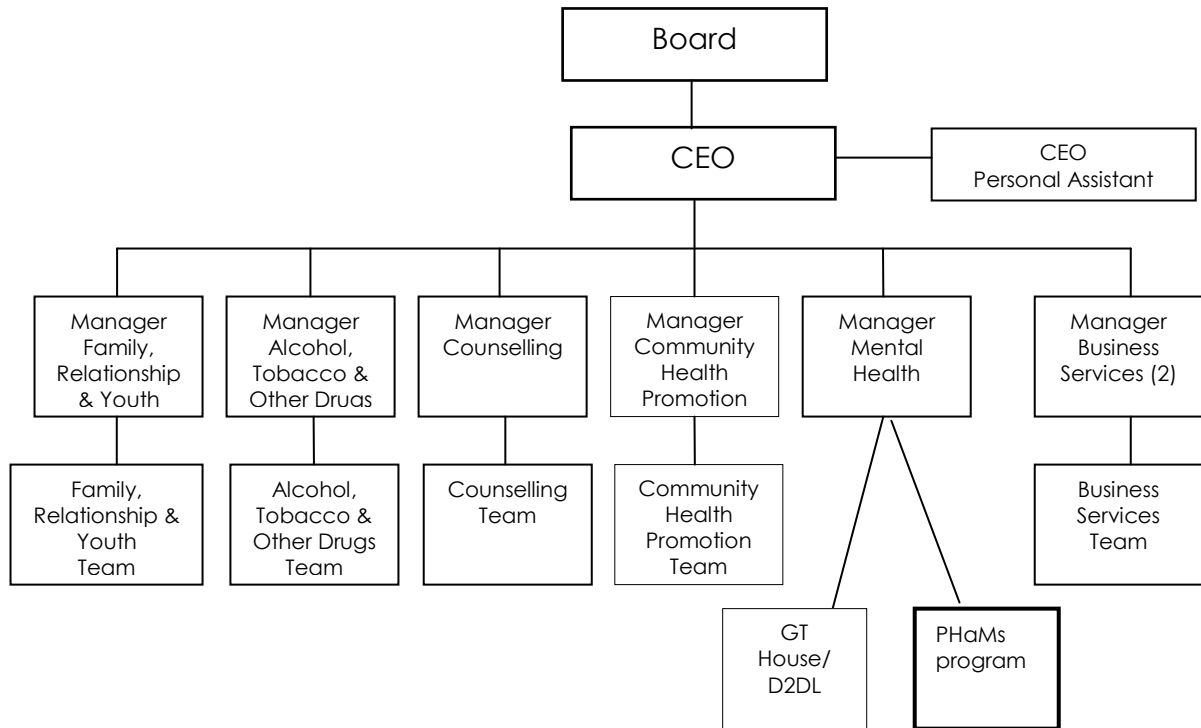 Board
CEO
CEO
Personal Assistant
Manager
Family,
Relationship
& Youth
Manager
Alcohol,
Tobacco &
Other Druas
Manager
Counselling
Manager
Community
Health
Promotion
Manager
Mental
Health
Manager
Business
Services (2)
Family,
Relationship &
Youth
Team
Alcohol,
Tobacco &
Other Drugs
Team
Counselling
Team
Community
Health
Promotion
Team
Business
Services
Team
GT
House/
D2DL
PHaMs
program